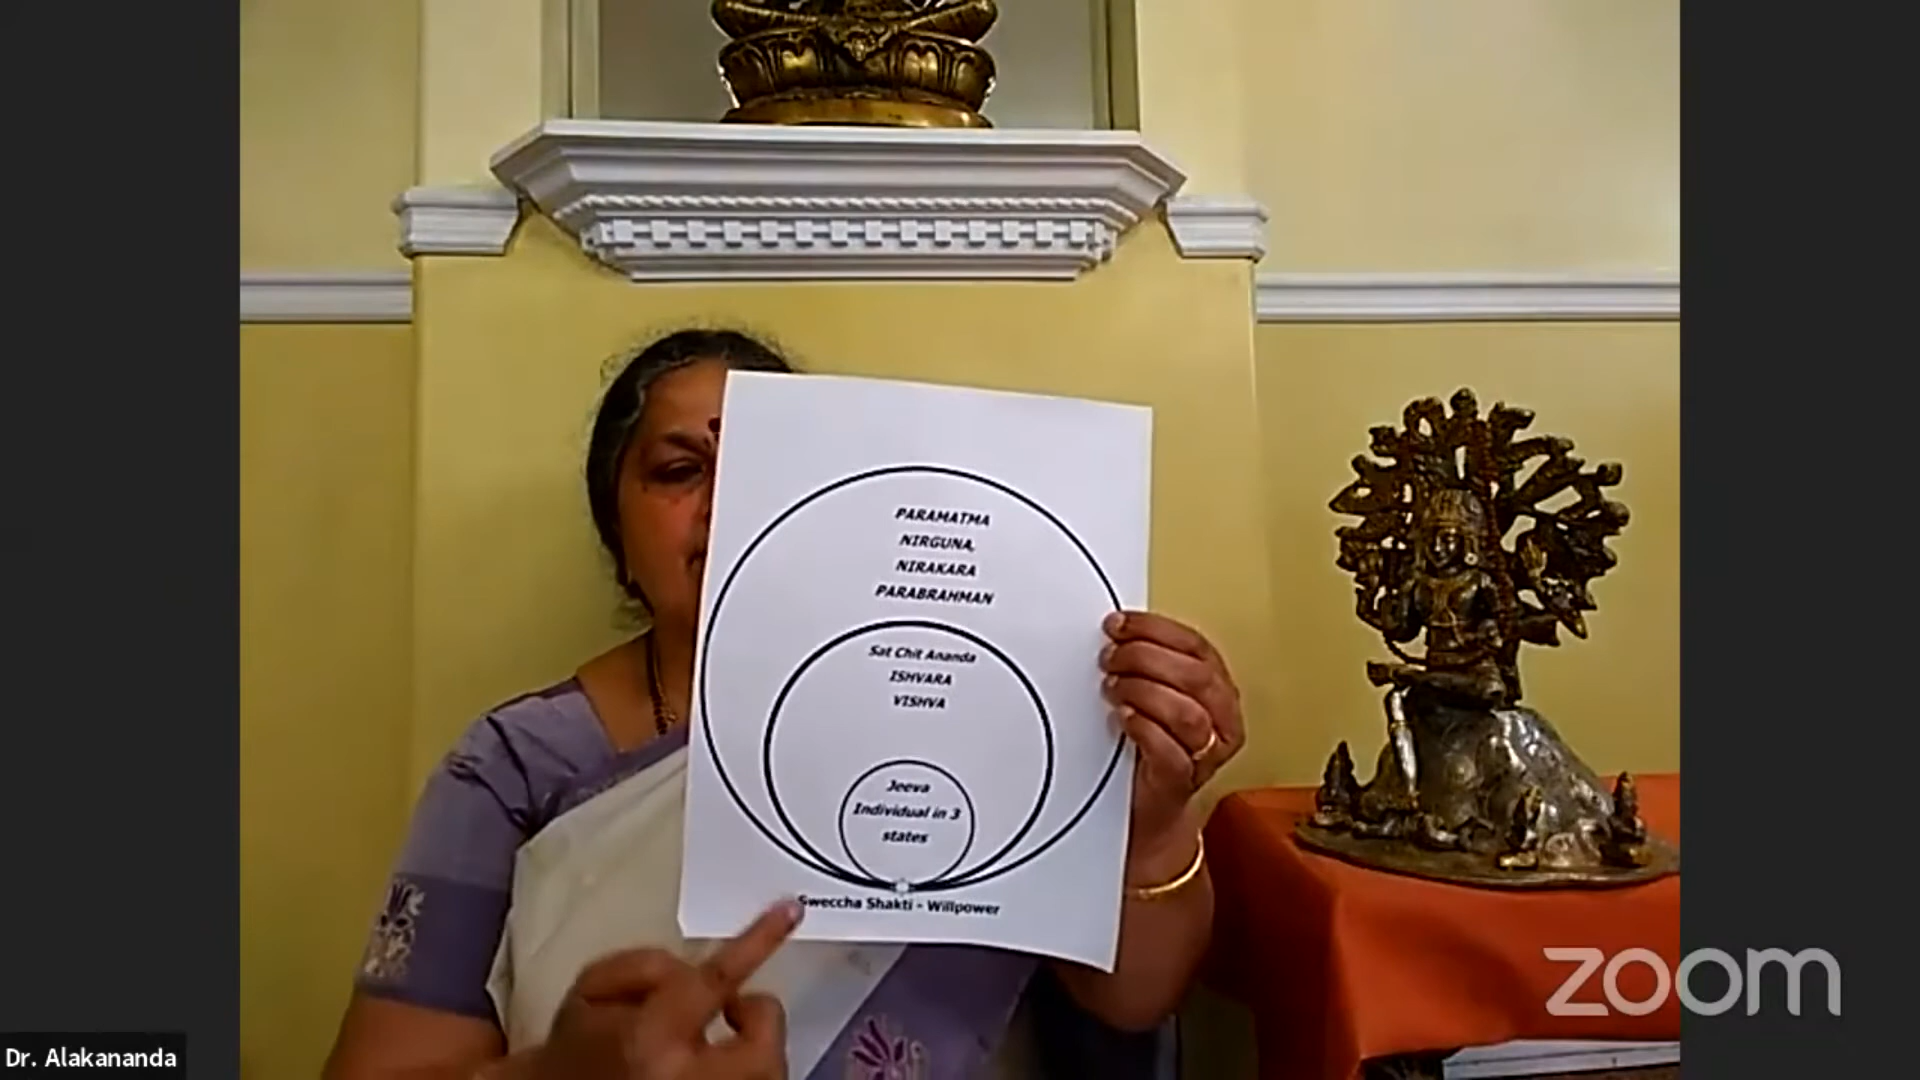 PARAMATMA
NIRGUNA,
NIRAKARA
PARABRAHMAN
Sat Chit Ananda
ISHVARA
VISHVA
Jeeva
Individual in 3
states
Sweccha Shakti - Willpower
zoom
Dr. Alakananda